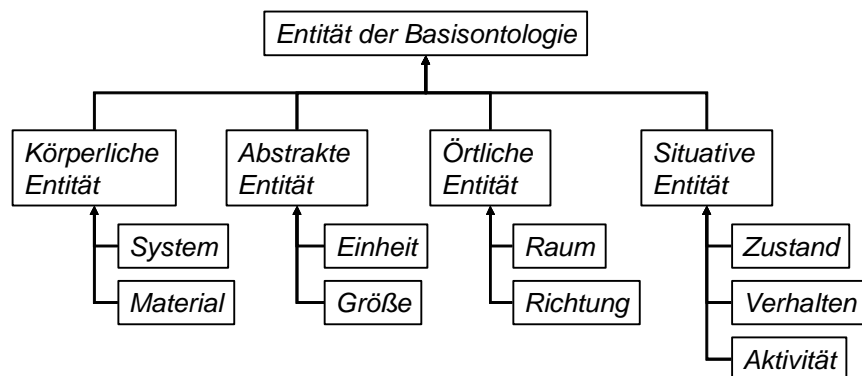 Entität der Basisontologie
Körperliche
Entität
Abstrakte
Entität
Örtliche
Entität
Situative
Entität
System
Material
Einheit
Größe
Raum
Richtung
Zustand
Verhalten
Aktivität